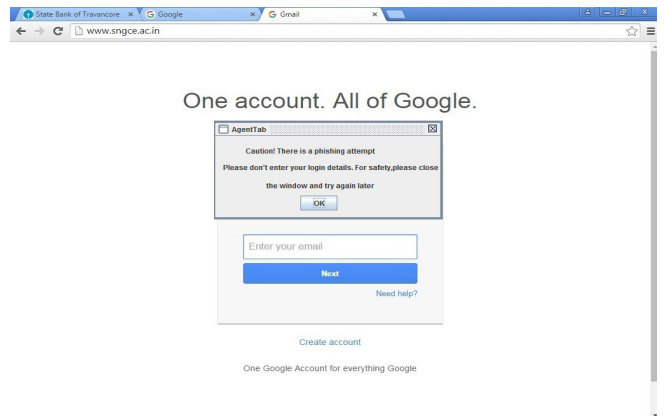 State Bank of Travancore
Google
Gmail
www.sngce.ac.in
One account. All of Google.
AgentTab
Caution! There is a phishing attempt
Please don't enter your login details. For safety,please close
the window and try again later
OK
Enter your email
Next
Need help?
Create account
One Google Account for everything Google